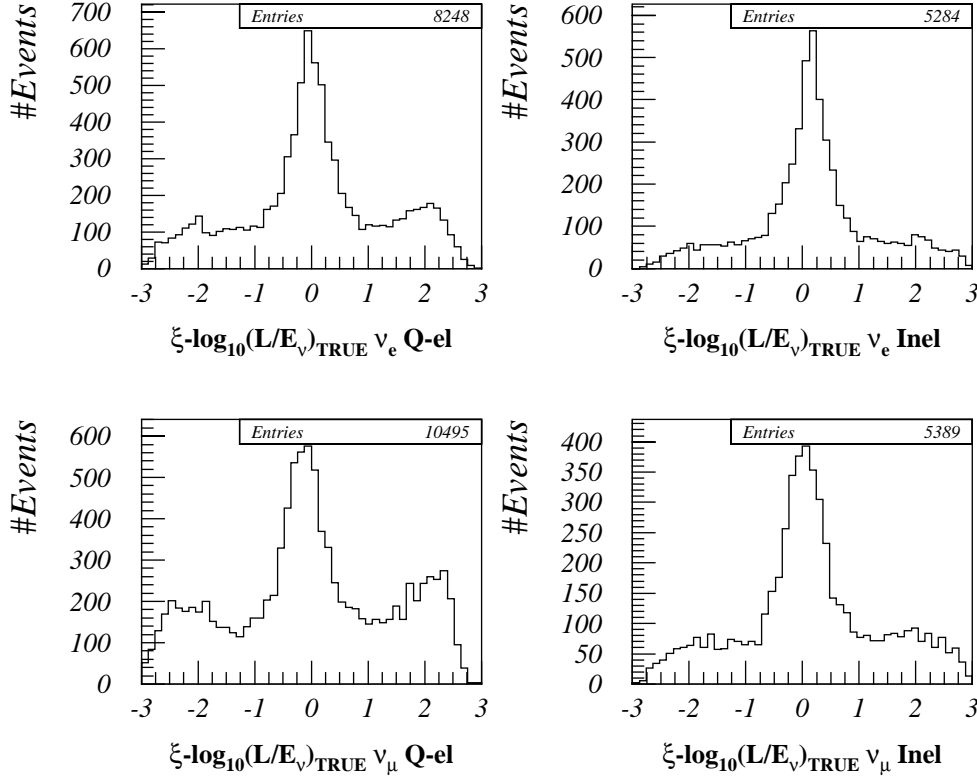 Entries 8248
#Events
700
600
500
400
300
200
100
0
-3 -2 -1 0 1 2 3
ξ-log10(L/Eν)TRUE νe Q-el
Entries 5284
#Events
600
500
400
300
200
100
0
-3 -2 -1 0 1 2 3
ξ-log10(L/Eν)TRUE νe Inel
Entries 10495
#Events
600
500
400
300
200
100
0
-3 -2 -1 0 1 2 3
ξ-log10(L/Eν)TRUE νμ Q-el
Entries 5389
#Events
400
350
300
250
200
150
100
50
0
-3 -2 -1 0 1 2 3
ξ-log10(L/Eν)TRUE νμ Inel